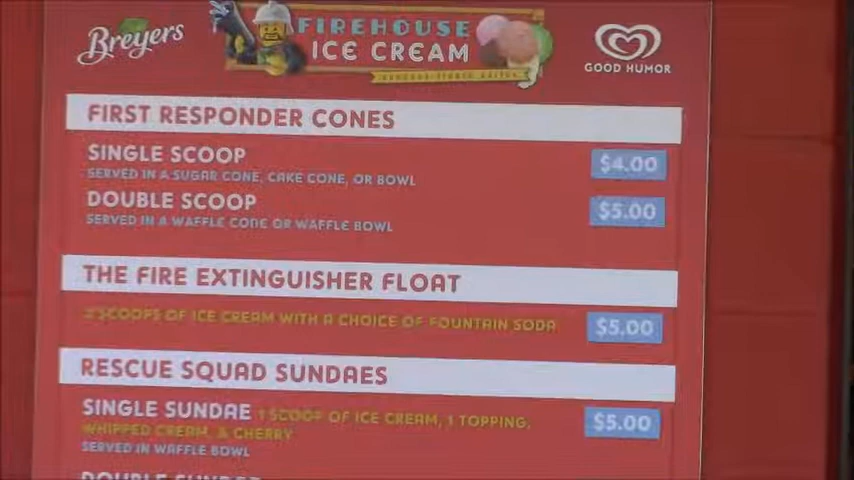 Breyers
FIREHOUSE
ICE CREAM
GOOD HUMOR
FIRST RESPONDER CONES
SINGLE SCOOP $4.00
SERVED IN A SUGAR CONE, CAKE CONE, OR BOWL
DOUBLE SCOOP $5.00
SERVED IN A WAFFLE CONE OR WAFFLE BOWL
THE FIRE EXTINGUISHER FLOAT
2 SCOOPS OF ICE CREAM WITH A CHOICE OF FOUNTAIN SODA $5.00
RESCUE SQUAD SUNDAES
SINGLE SUNDAE 1 SCOOP OF ICE CREAM, 1 TOPPING, $5.00
WHIPPED CREAM, & CHERRY
SERVED IN WAFFLE BOWL
DOUBLE SUNDAE